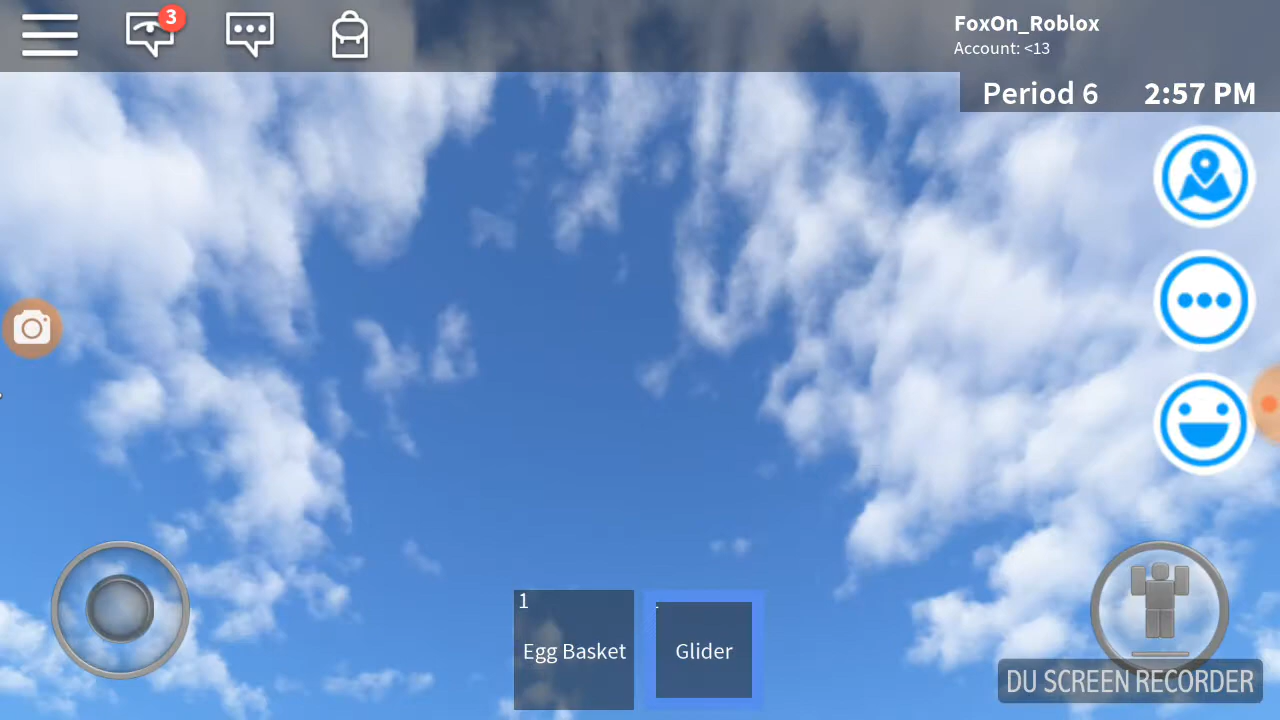 3
FoxOn_Roblox
Account: <13
Period 6 2:57 PM
1
Egg Basket
Glider
DU SCREEN RECORDER